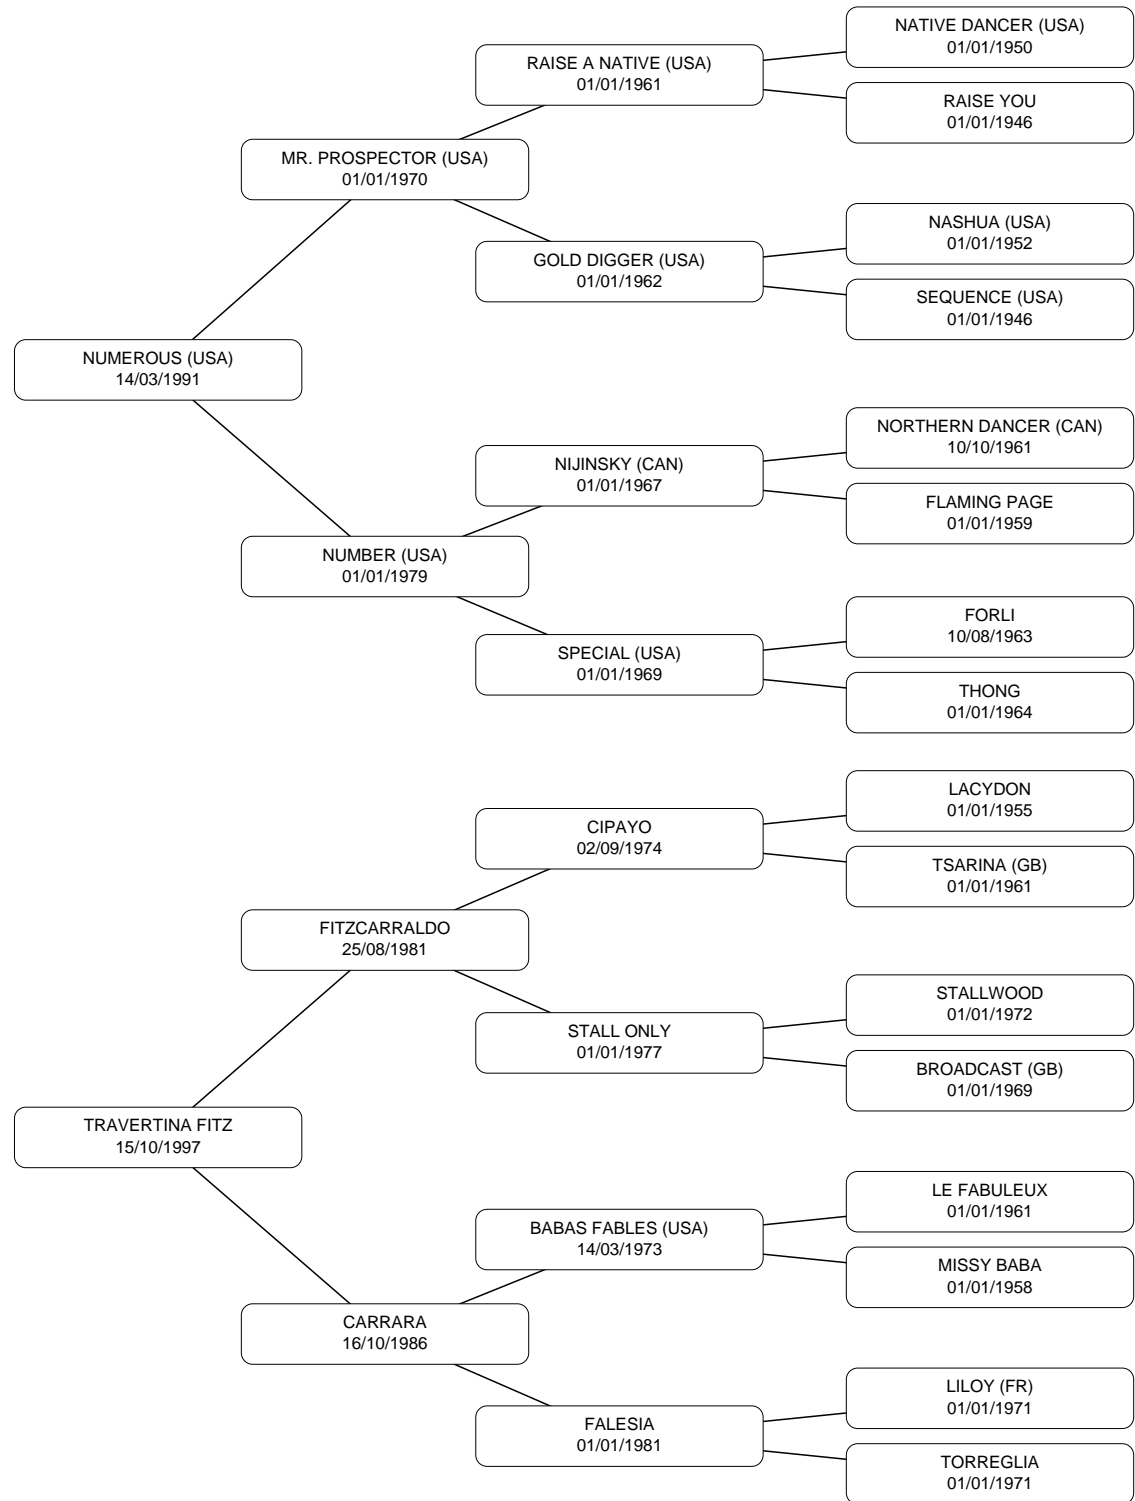 NATIVE DANCER (USA)
01/01/1950
RAISE A NATIVE (USA)
01/01/1961
RAISE YOU
01/01/1946
MR. PROSPECTOR (USA)
01/01/1970
NASHUA (USA)
01/01/1952
GOLD DIGGER (USA)
01/01/1962
SEQUENCE (USA)
01/01/1946
NUMEROUS (USA)
14/03/1991
NORTHERN DANCER (CAN)
10/10/1961
NIJINSKY (CAN)
01/01/1967
FLAMING PAGE
01/01/1959
NUMBER (USA)
01/01/1979
FORLI
10/08/1963
SPECIAL (USA)
01/01/1969
THONG
01/01/1964
LACYDON
01/01/1955
CIPAYO
02/09/1974
TSARINA (GB)
01/01/1961
FITZCARRALDO
25/08/1981
STALLWOOD
01/01/1972
STALL ONLY
01/01/1977
BROADCAST (GB)
01/01/1969
TRAVERTINA FITZ
15/10/1997
LE FABULEUX
01/01/1961
BABAS FABLES (USA)
14/03/1973
MISSY BABA
01/01/1958
CARRARA
16/10/1986
LILOY (FR)
01/01/1971
FALESIA
01/01/1981
TORREGLIA
01/01/1971